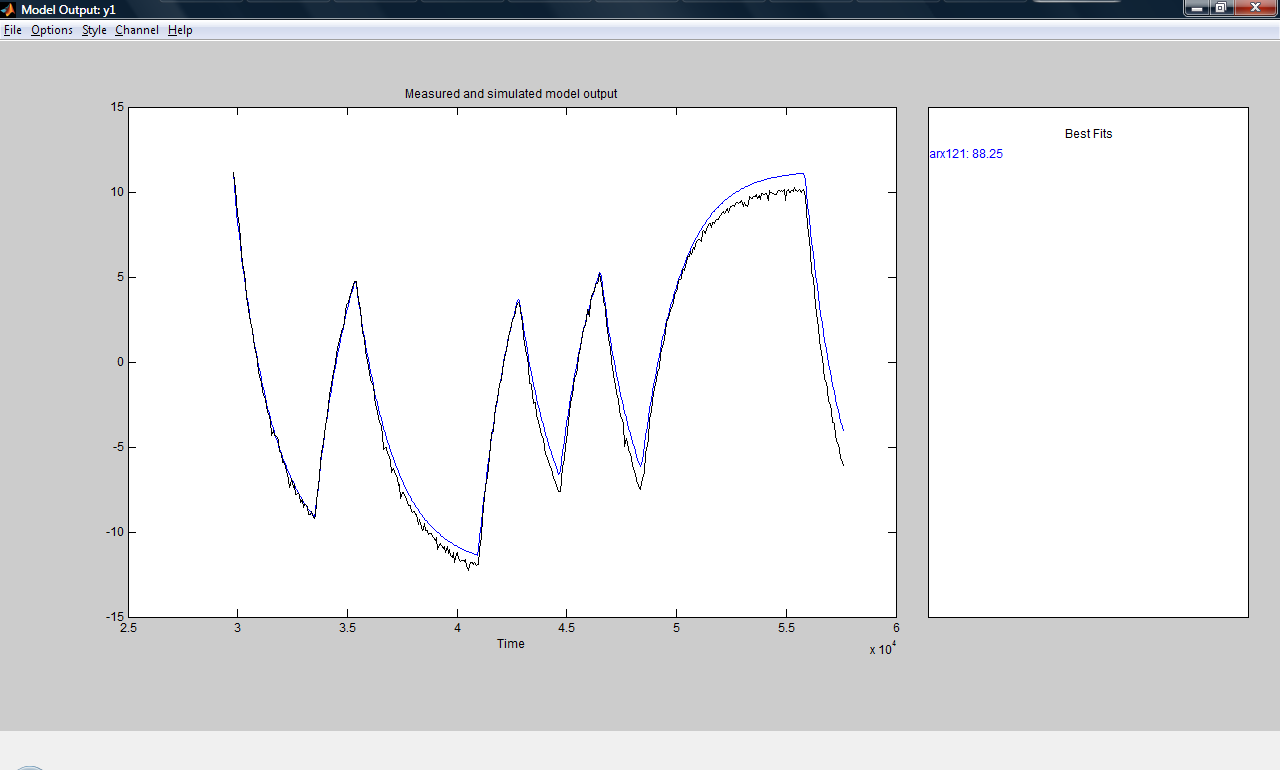 Model Output: y1
File Options Style Channel Help
Measured and simulated model output
15
10
5
0
-5
-10
-15
2.5 3 3.5 4 4.5 5 5.5 6
Time
x 10^4
Best Fits
arx121: 88.25